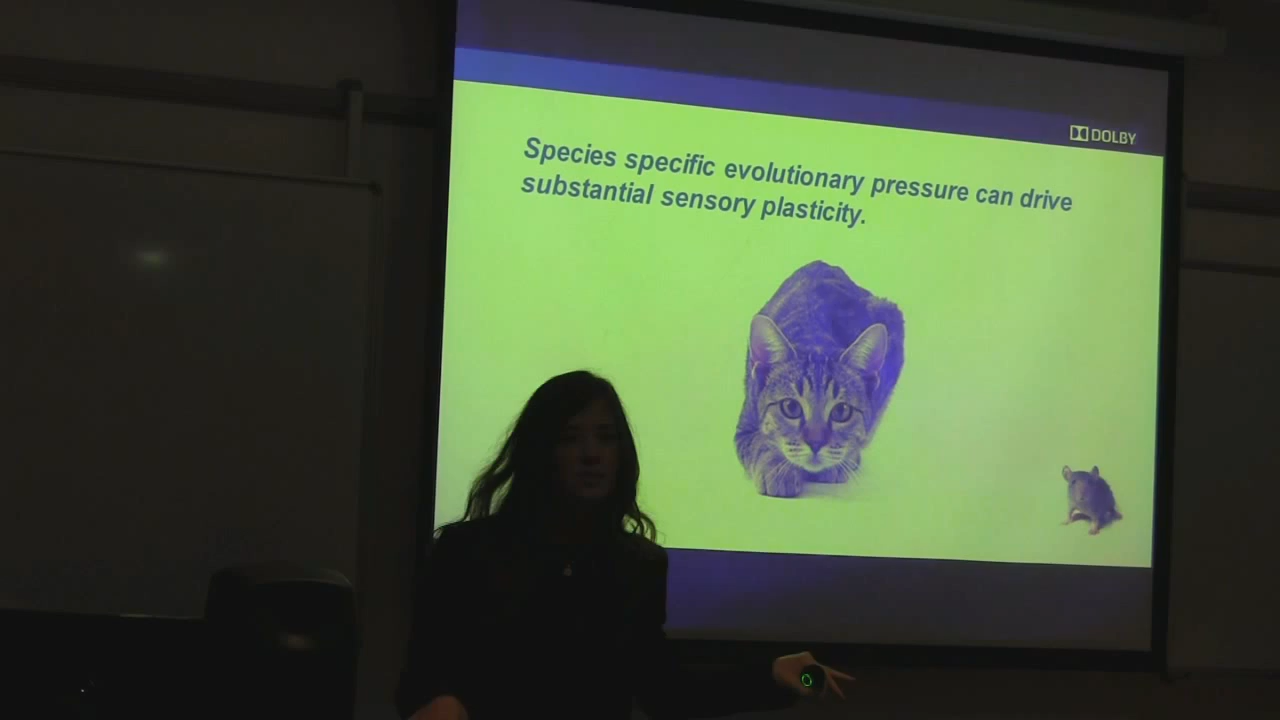 DOLBY
Species specific evolutionary pressure can drive
substantial sensory plasticity.